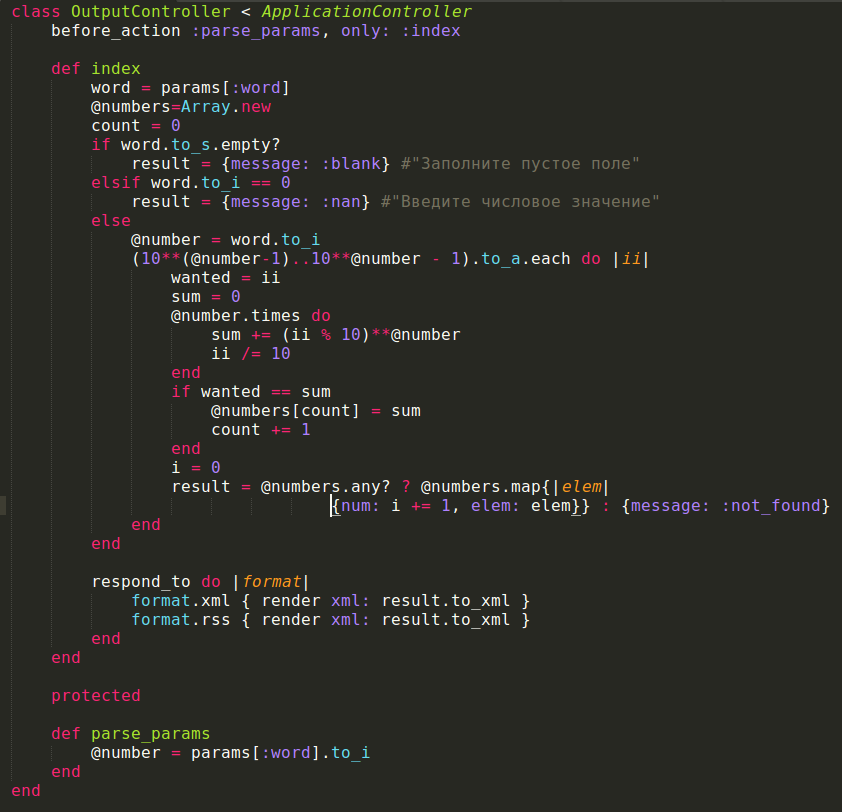 class OutputController < ApplicationController
    before_action :parse_params, only: :index

    def index
        word = params[:word]
        @numbers=Array.new
        count = 0
        if word.to_s.empty?
            result = {message: :blank} #"Заполните пустое поле"
        elsif word.to_i == 0
            result = {message: :nan} #"Введите числовое значение"
        else
            @number = word.to_i
            (10**(@number-1)..10**@number - 1).to_a.each do |ii|
                wanted = ii
                sum = 0
                @number.times do
                    sum += (ii % 10)**@number
                    ii /= 10
                end
                if wanted == sum
                    @numbers[count] = sum
                    count += 1
                end
                i = 0
                result = @numbers.any? ? @numbers.map{|elem|
                                {num: i += 1, elem: elem}} : {message: :not_found}
            end
        end

        respond_to do |format|
            format.xml { render xml: result.to_xml }
            format.rss { render xml: result.to_xml }
        end
    end

    protected

    def parse_params
        @number = params[:word].to_i
    end
end